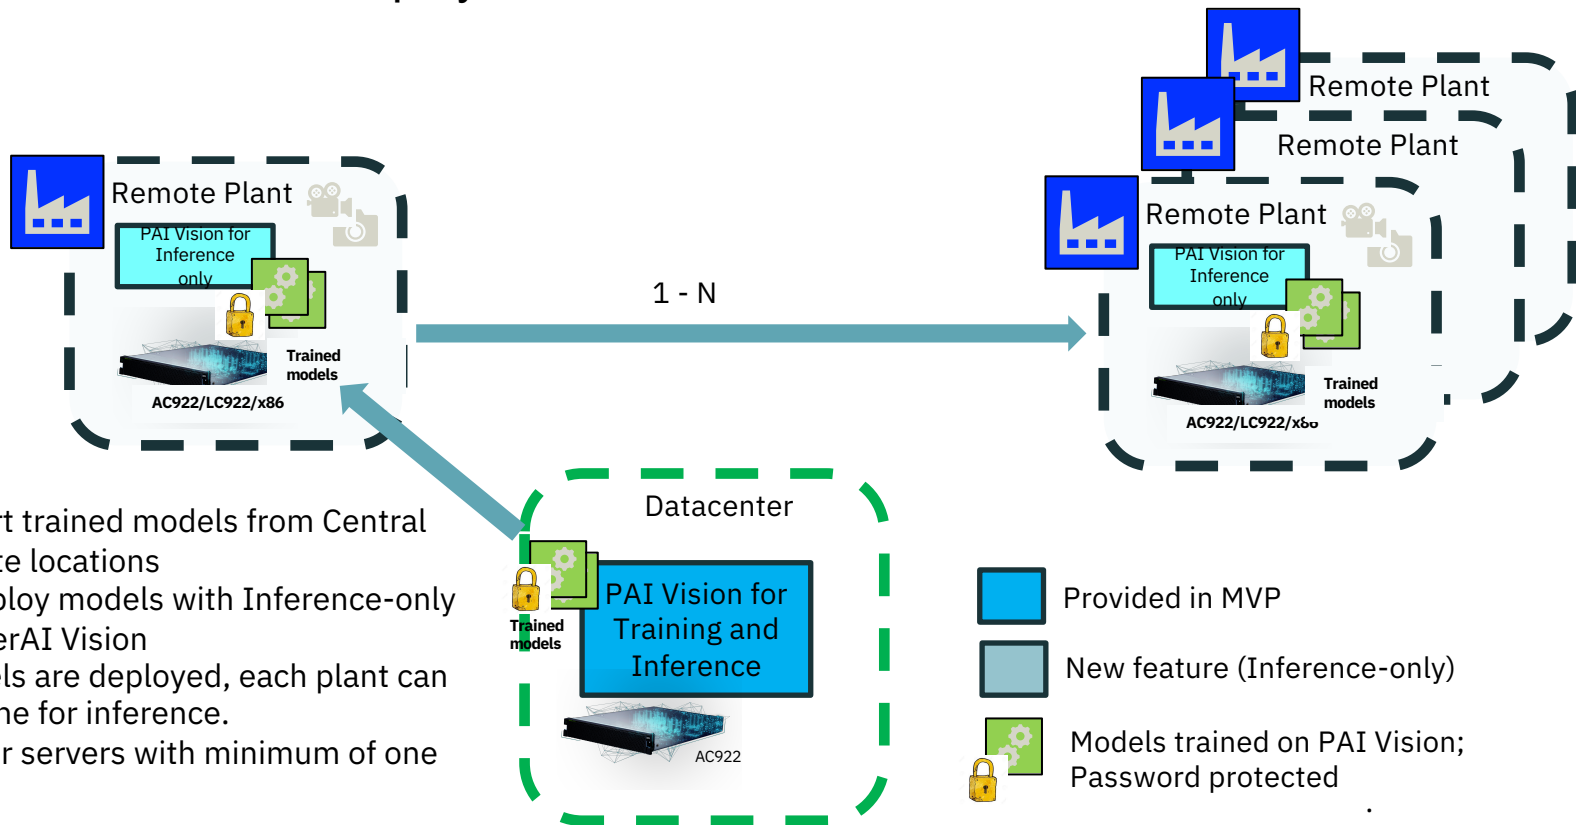 Remote Plant
Remote Plant
Remote Plant
PAI Vision for
Inference
only
Trained
models
AC922/LC922/x86
1 - N
Remote Plant
PAI Vision for
Inference
only
Trained
models
AC922/LC922/x86
rt trained models from Central
te locations
ploy models with Inference-only
erAI Vision
els are deployed, each plant can
ne for inference.
r servers with minimum of one
Datacenter
PAI Vision for
Training and
Inference
Trained
models
AC922
Provided in MVP
New feature (Inference-only)
Models trained on PAI Vision;
Password protected
.